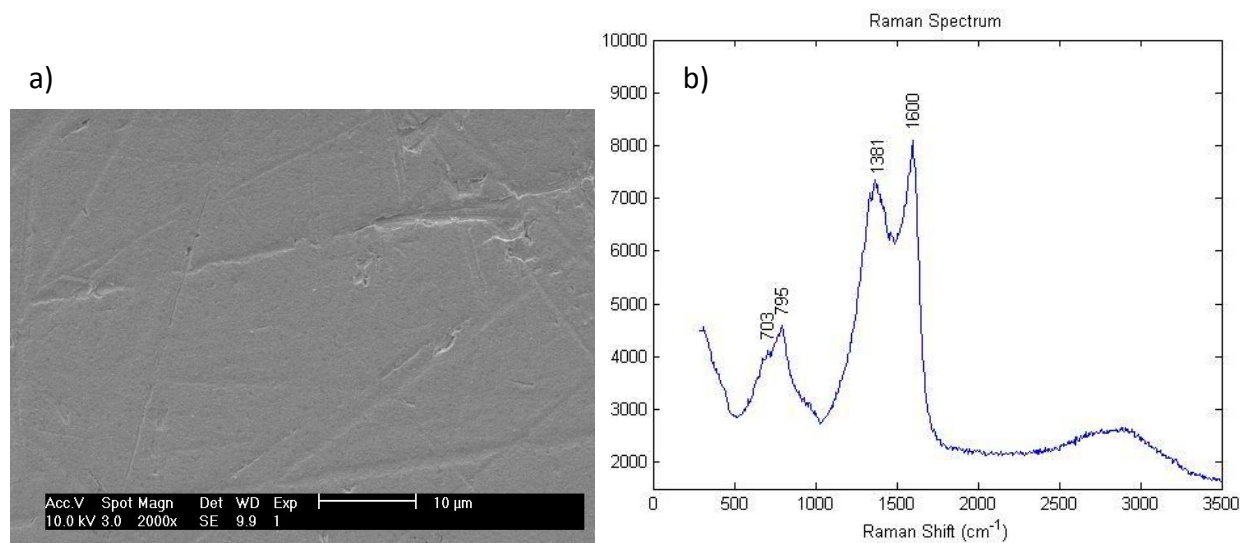 a)
Acc.V Spot Magn Det WD Exp
10.0 kV 3.0 2000x SE 9.9 1
10 µm
Raman Spectrum
b)
10000
9000
8000
7000
6000
5000
4000
3000
2000
703
795
1381
1600
0 500 1000 1500 2000 2500 3000 3500
Raman Shift (cm⁻¹)